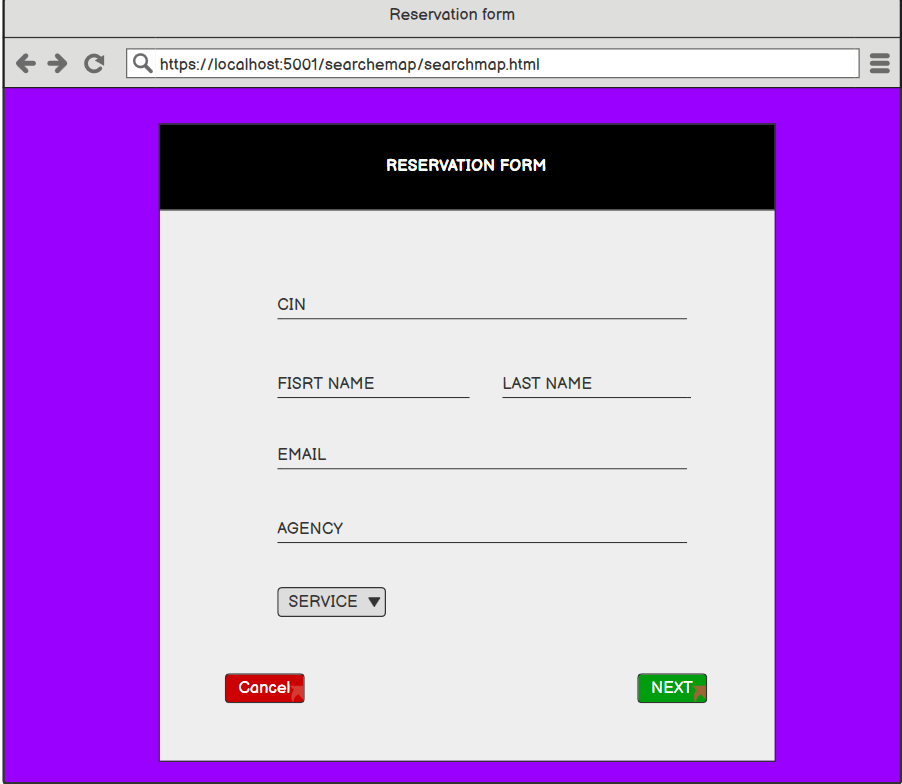 Reservation form
https://localhost:5001/searchemap/searchmap.html
RESERVATION FORM
CIN
FISRT NAME LAST NAME
EMAIL
AGENCY
SERVICE
Cancel NEXT